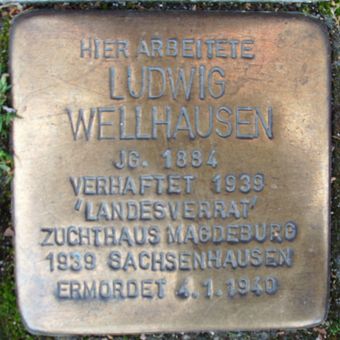 HIER ARBEITETE
LUDWIG
WELLHAUSEN
JG. 1884
VERHAFTET 1939
'LANDESVERRAT'
ZUCHTHAUS MAGDEBURG
1939 SACHSENHAUSEN
ERMORDET 4.1.1940